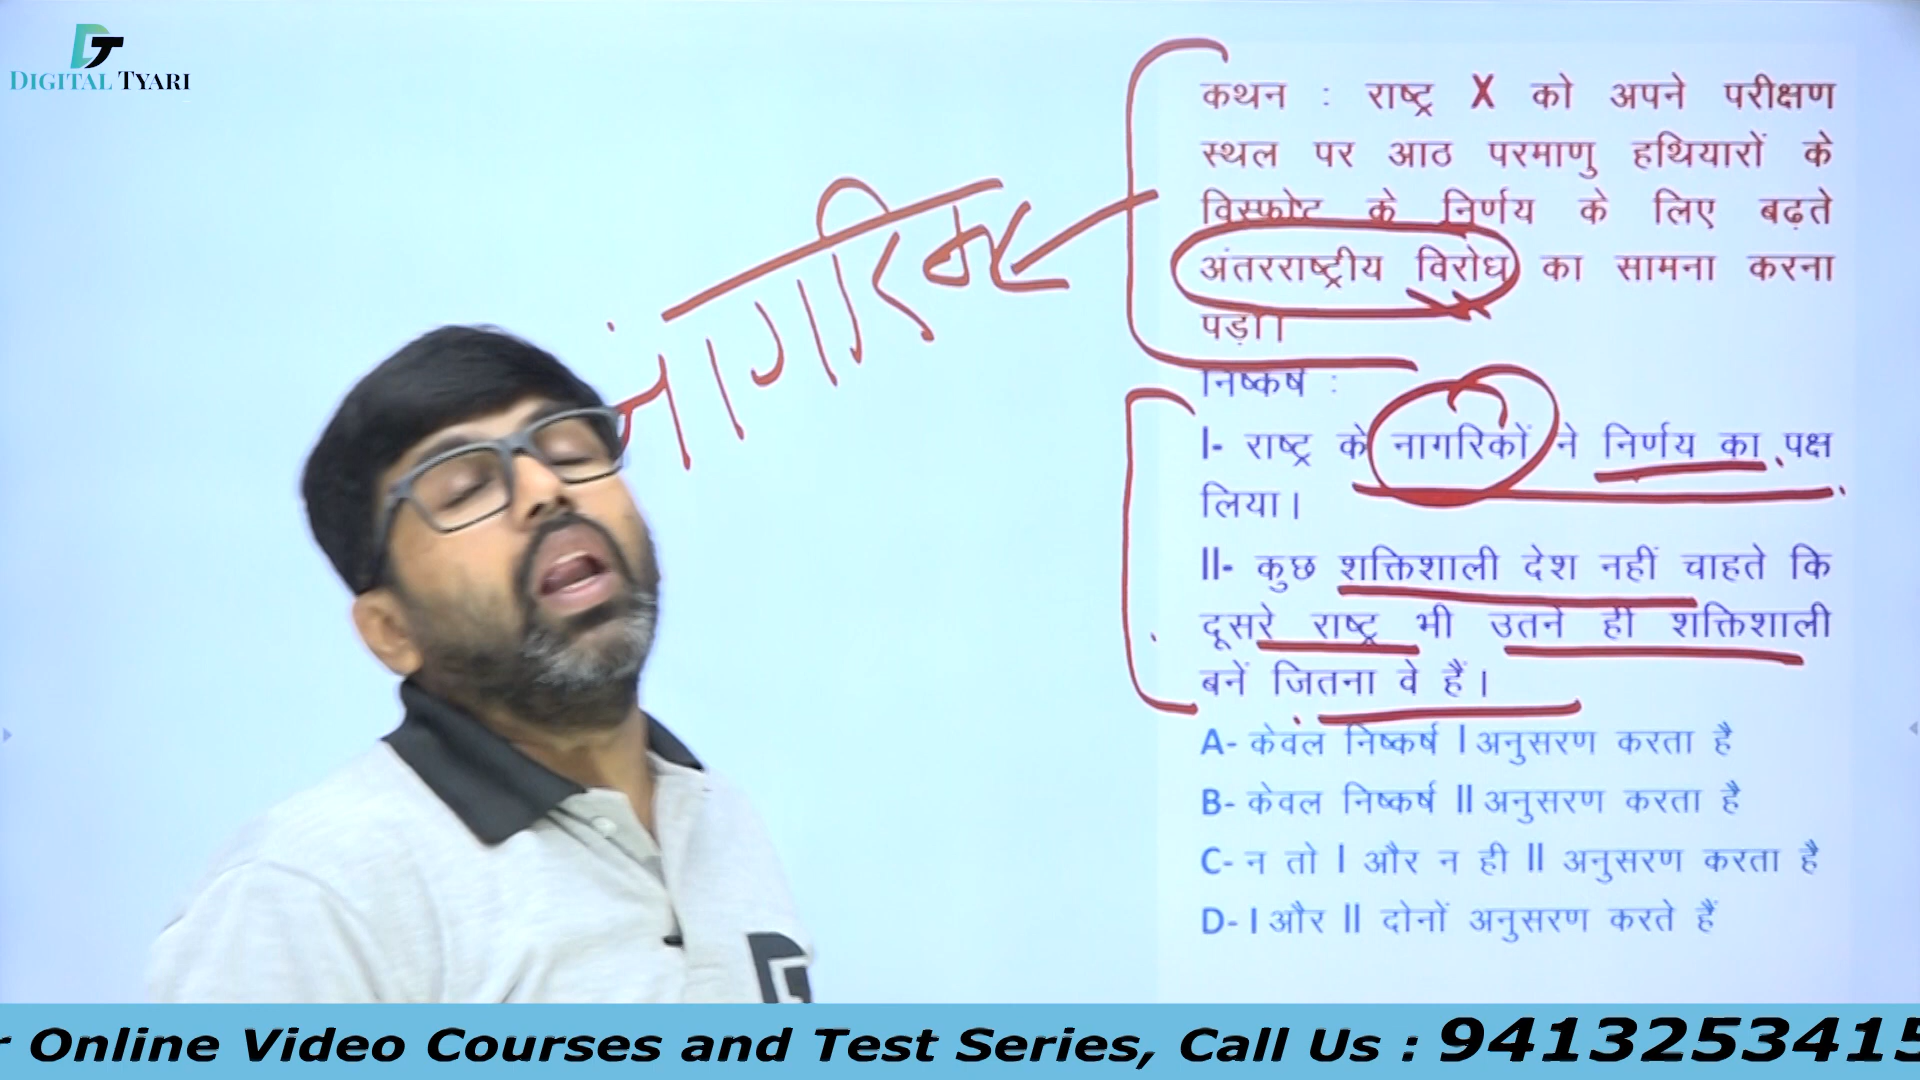 DT
DIGITAL TYARI
कथन : राष्ट्र X को अपने परीक्षण
स्थल पर आठ परमाणु हथियारों के
विस्फोट के निर्णय के लिए बढ़ते
अंतरराष्ट्रीय विरोध का सामना करना
पड़ा।
निष्कर्ष :
I- राष्ट्र के नागरिकों ने निर्णय का पक्ष
लिया।
II- कुछ शक्तिशाली देश नहीं चाहते कि
दूसरे राष्ट्र भी उतने ही शक्तिशाली
बनें जितना वे हैं।
A- केवल निष्कर्ष I अनुसरण करता है
B- केवल निष्कर्ष II अनुसरण करता है
C- न तो I और न ही II अनुसरण करता है
D- I और II दोनों अनुसरण करते हैं
नागरिक
Online Video Courses and Test Series, Call Us : 9413253415